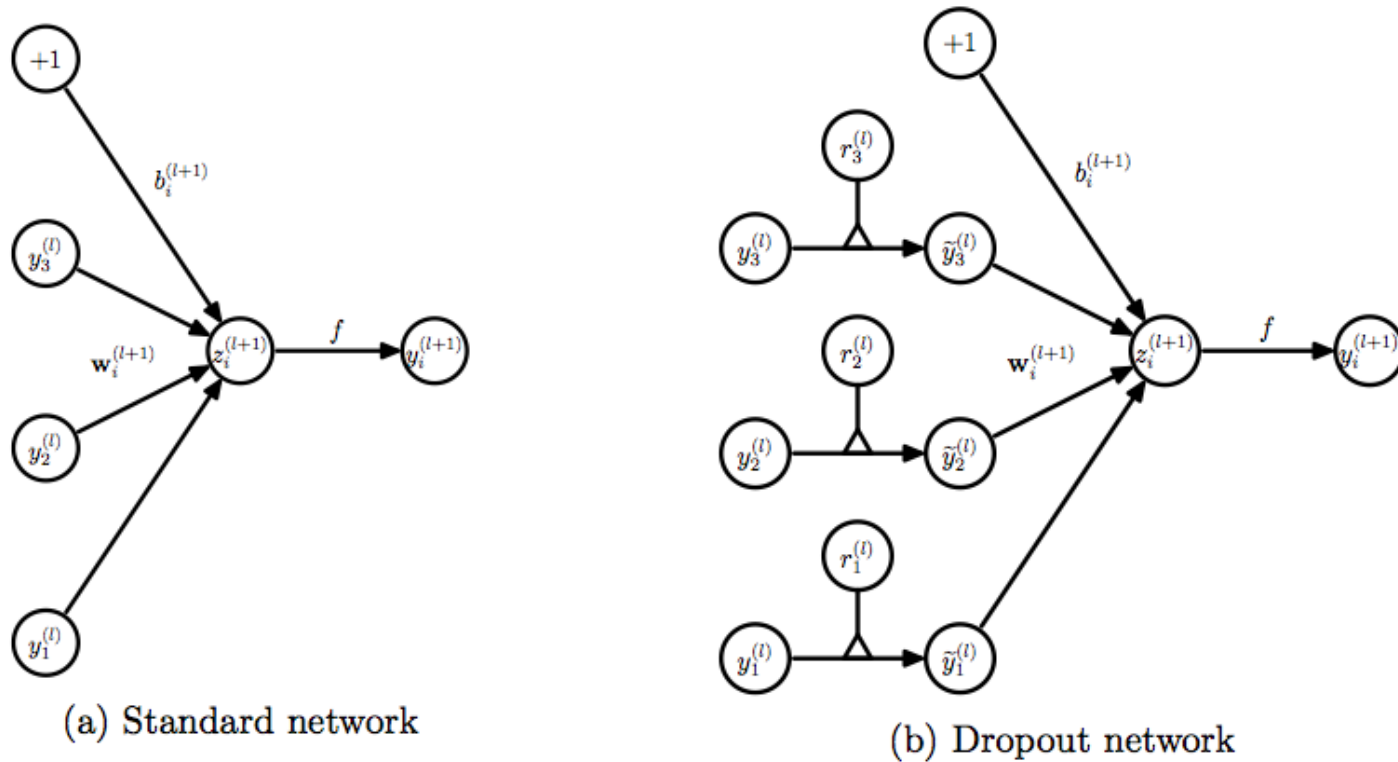 +1
b_i^{(l+1)}
y_3^{(l)}
w_i^{(l+1)}
z_i^{(l+1)}
f
y_i^{(l+1)}
y_2^{(l)}
y_1^{(l)}
(a) Standard network
+1
b_i^{(l+1)}
r_3^{(l)}
y_3^{(l)}
ỹ_3^{(l)}
r_2^{(l)}
w_i^{(l+1)}
z_i^{(l+1)}
f
y_i^{(l+1)}
y_2^{(l)}
ỹ_2^{(l)}
r_1^{(l)}
y_1^{(l)}
ỹ_1^{(l)}
(b) Dropout network